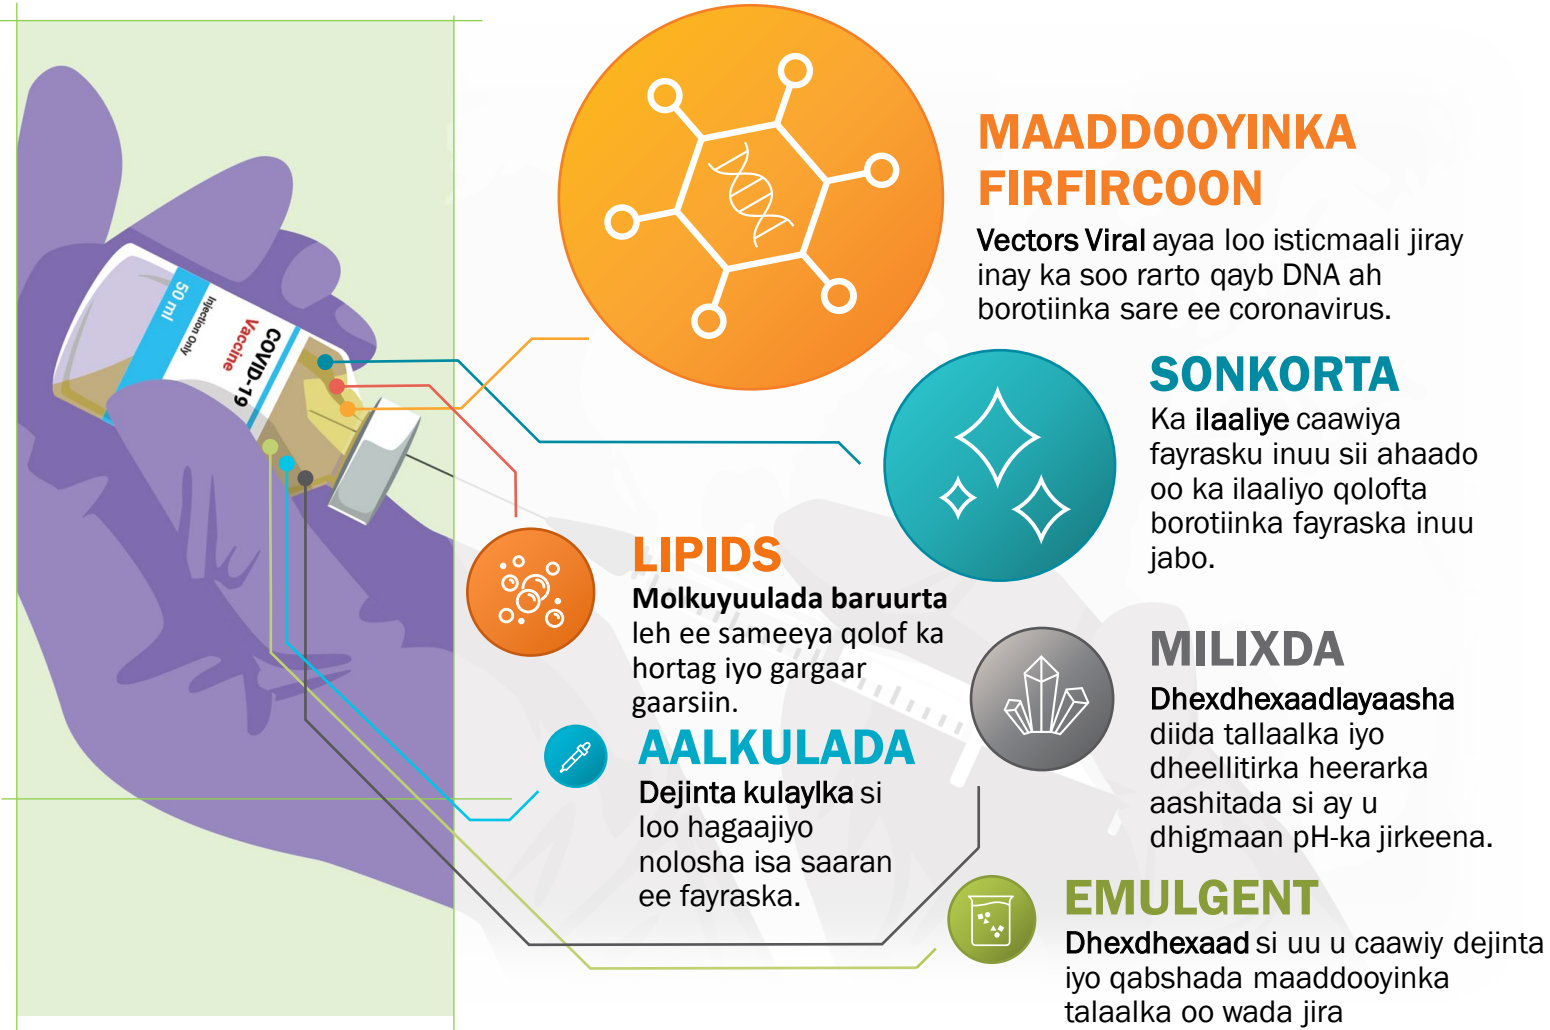 MAADDOOYINKA
FIRFIRCOON
Vectors Viral ayaa loo isticmaali jiray
inay ka soo rarto qayb DNA ah
borotiinka sare ee coronavirus.
50 ml
Injection Only
Vaccine
COVID-19
SONKORTA
Ka ilaaliye caawiya
fayrasku inuu sii ahaado
oo ka ilaaliyo qolofta
borotiinka fayraska inuu
jabo.
LIPIDS
Molkuyuulada baruurta
leh ee sameeya qolof ka
hortag iyo gargaar
gaarsiin.
MILIXDA
Dhexdhexaadlayaasha
diida tallaalka iyo
dheellitirka heerarka
aashitada si ay u
dhigmaan pH-ka jirkeena.
AALKULADA
Dejinta kulaylka si
loo hagaajiyo
nolosha isa saaran
ee fayraska.
EMULGENT
Dhexdhexaad si uu u caawiy dejinta
iyo qabshada maaddooyinka
talaalka oo wada jira